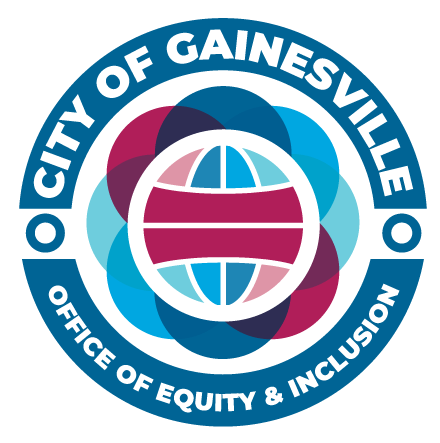 CITY OF GAINESVILLE
OFFICE OF EQUITY & INCLUSION